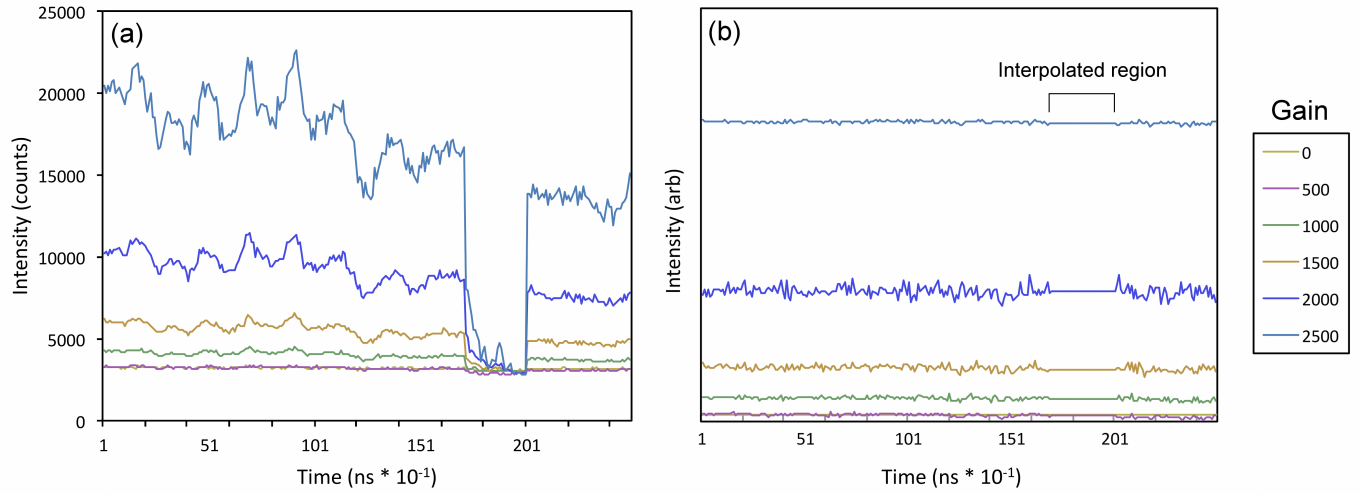 (a)
25000
20000
15000
10000
5000
0
Intensity (counts)
1 51 101 151 201
Time (ns * 10⁻¹)
(b)
Interpolated region
Intensity (arb)
1 51 101 151 201
Time (ns * 10⁻¹)
Gain
0
500
1000
1500
2000
2500